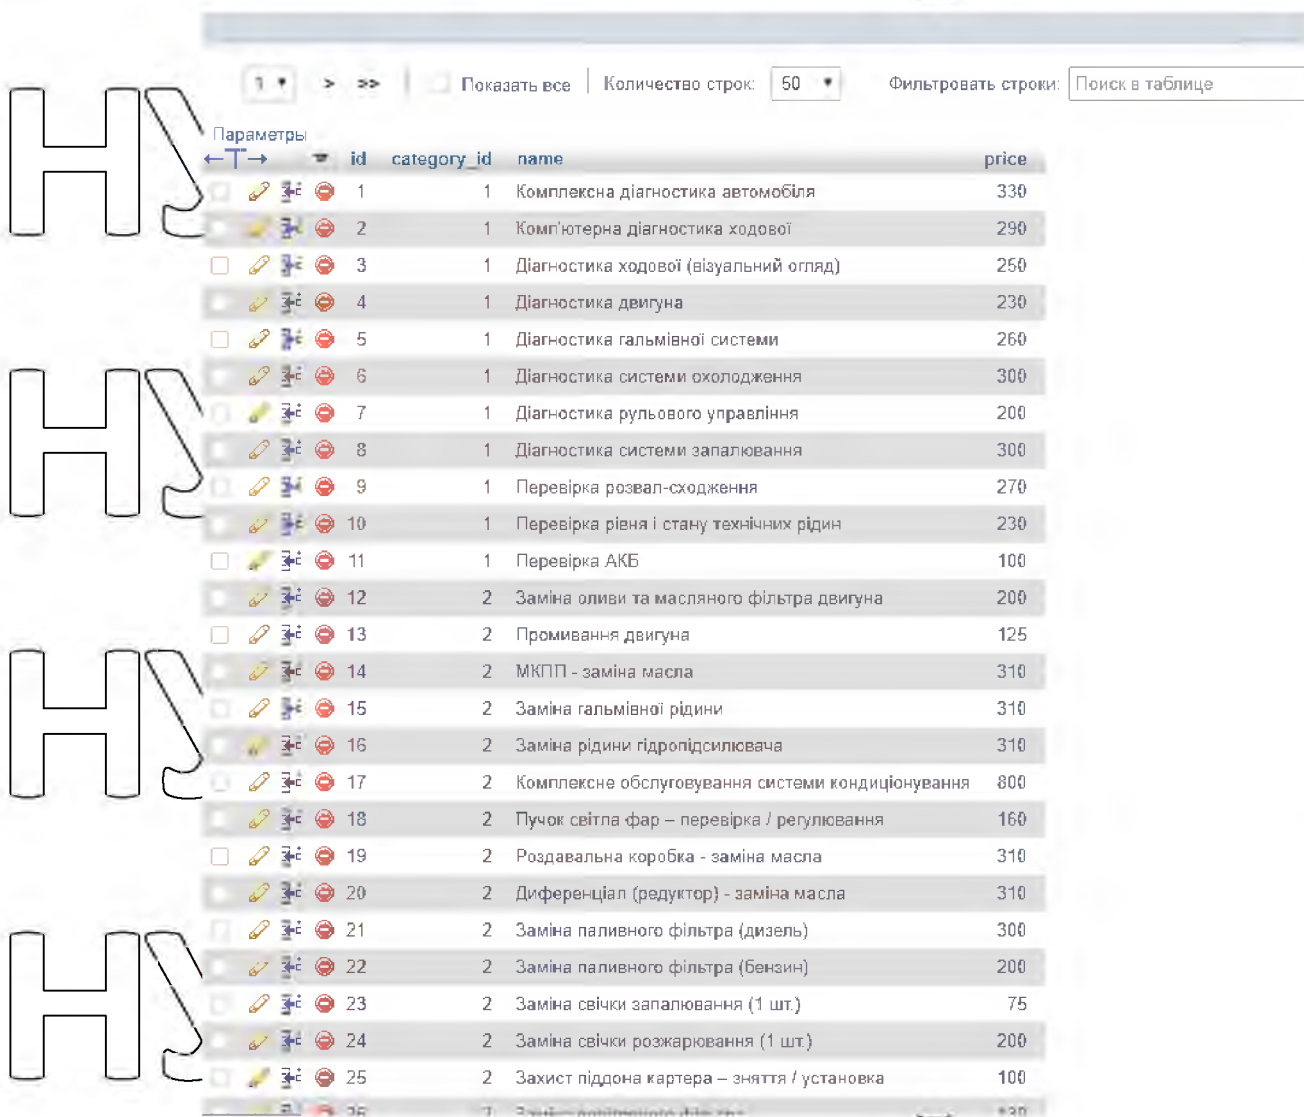 1 > >> Показать все Количество строк: 50 Фильтровать строки: Поиск в таблице
Параметры
←T→ id category_id name price
1 1 Комплексна діагностика автомобіля 330
2 1 Комп'ютерна діагностика ходової 290
3 1 Діагностика ходової (візуальний огляд) 250
4 1 Діагностика двигуна 230
5 1 Діагностика гальмівної системи 260
6 1 Діагностика системи охолодження 300
7 1 Діагностика рульового управління 200
8 1 Діагностика системи запалювання 300
9 1 Перевірка розвал-сходження 270
10 1 Перевірка рівня і стану технічних рідин 230
11 1 Перевірка АКБ 100
12 2 Заміна оливи та масляного фільтра двигуна 200
13 2 Промивання двигуна 125
14 2 МКПП - заміна масла 310
15 2 Заміна гальмівної рідини 310
16 2 Заміна рідини гідропідсилювача 310
17 2 Комплексне обслуговування системи кондиціонування 800
18 2 Пучок світла фар – перевірка / регулювання 160
19 2 Роздавальна коробка - заміна масла 310
20 2 Диференціал (редуктор) - заміна масла 310
21 2 Заміна паливного фільтра (дизель) 300
22 2 Заміна паливного фільтра (бензин) 200
23 2 Заміна свічки запалювання (1 шт.) 75
24 2 Заміна свічки розжарювання (1 шт.) 200
25 2 Захист піддона картера – зняття / установка 100
НУ
НУ
НУ
НУ